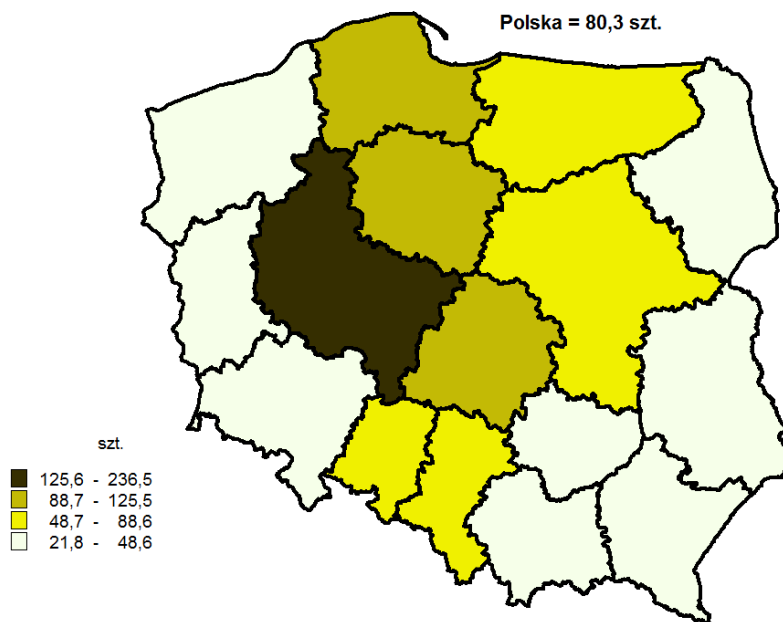 Polska = 80,3 szt.
szt.
125,6 - 236,5
88,7 - 125,5
48,7 - 88,6
21,8 - 48,6